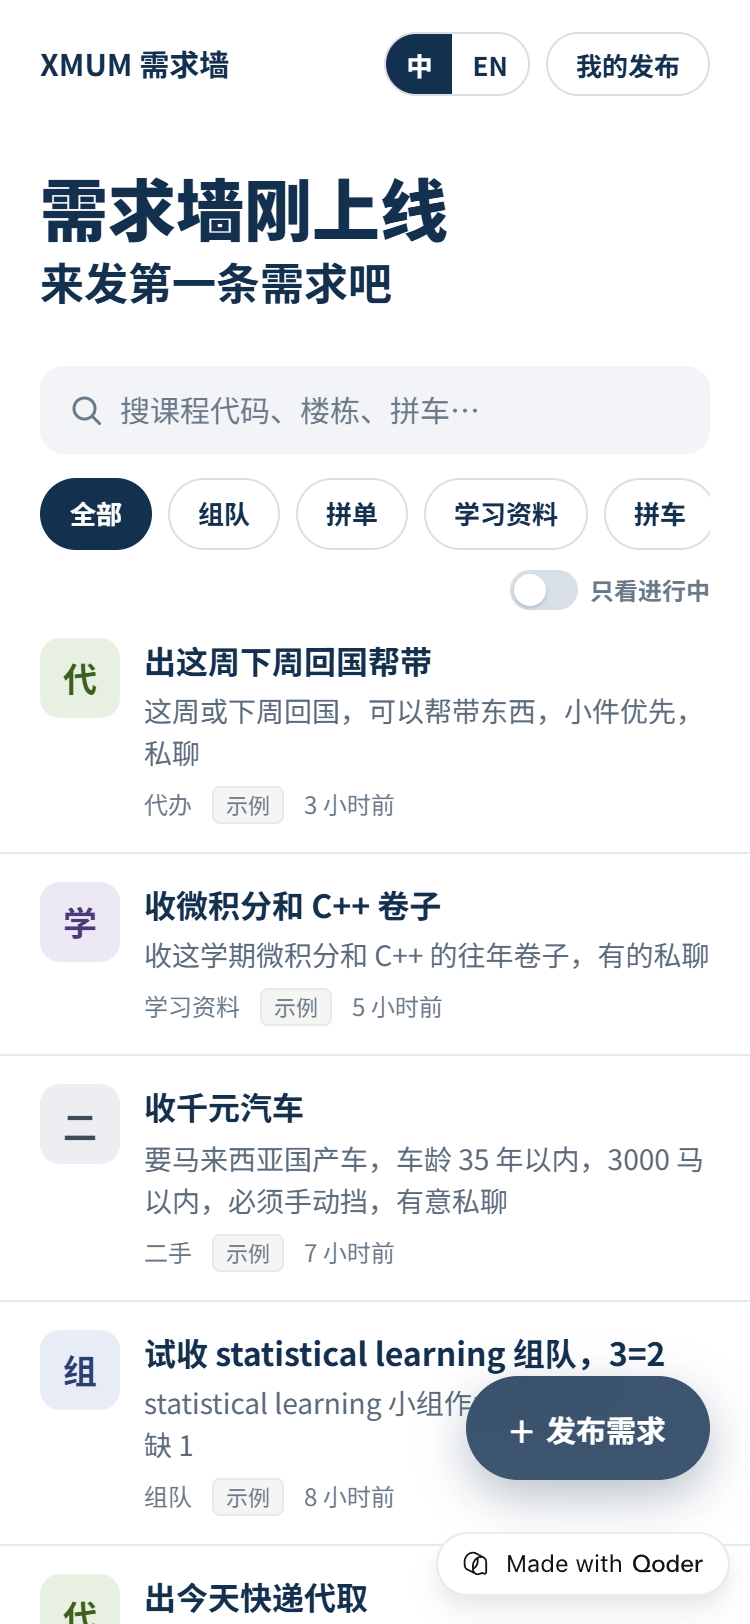 XMUM 需求墙
中 EN 我的发布
需求墙刚上线
来发第一条需求吧
搜课程代码、楼栋、拼车…
全部 组队 拼单 学习资料 拼车
只看进行中
代
出这周下周回国帮带
这周或下周回国，可以帮带东西，小件优先，
私聊
代办 示例 3 小时前
学
收微积分和 C++ 卷子
收这学期微积分和 C++ 的往年卷子，有的私聊
学习资料 示例 5 小时前
二
收千元汽车
要马来西亚国产车，车龄 35 年以内，3000 马
以内，必须手动挡，有意私聊
二手 示例 7 小时前
组
试收 statistical learning 组队，3=2
statistical learning 小组作
缺 1
+ 发布需求
组队 示例 8 小时前
Made with Qoder
代
出今天快递代取